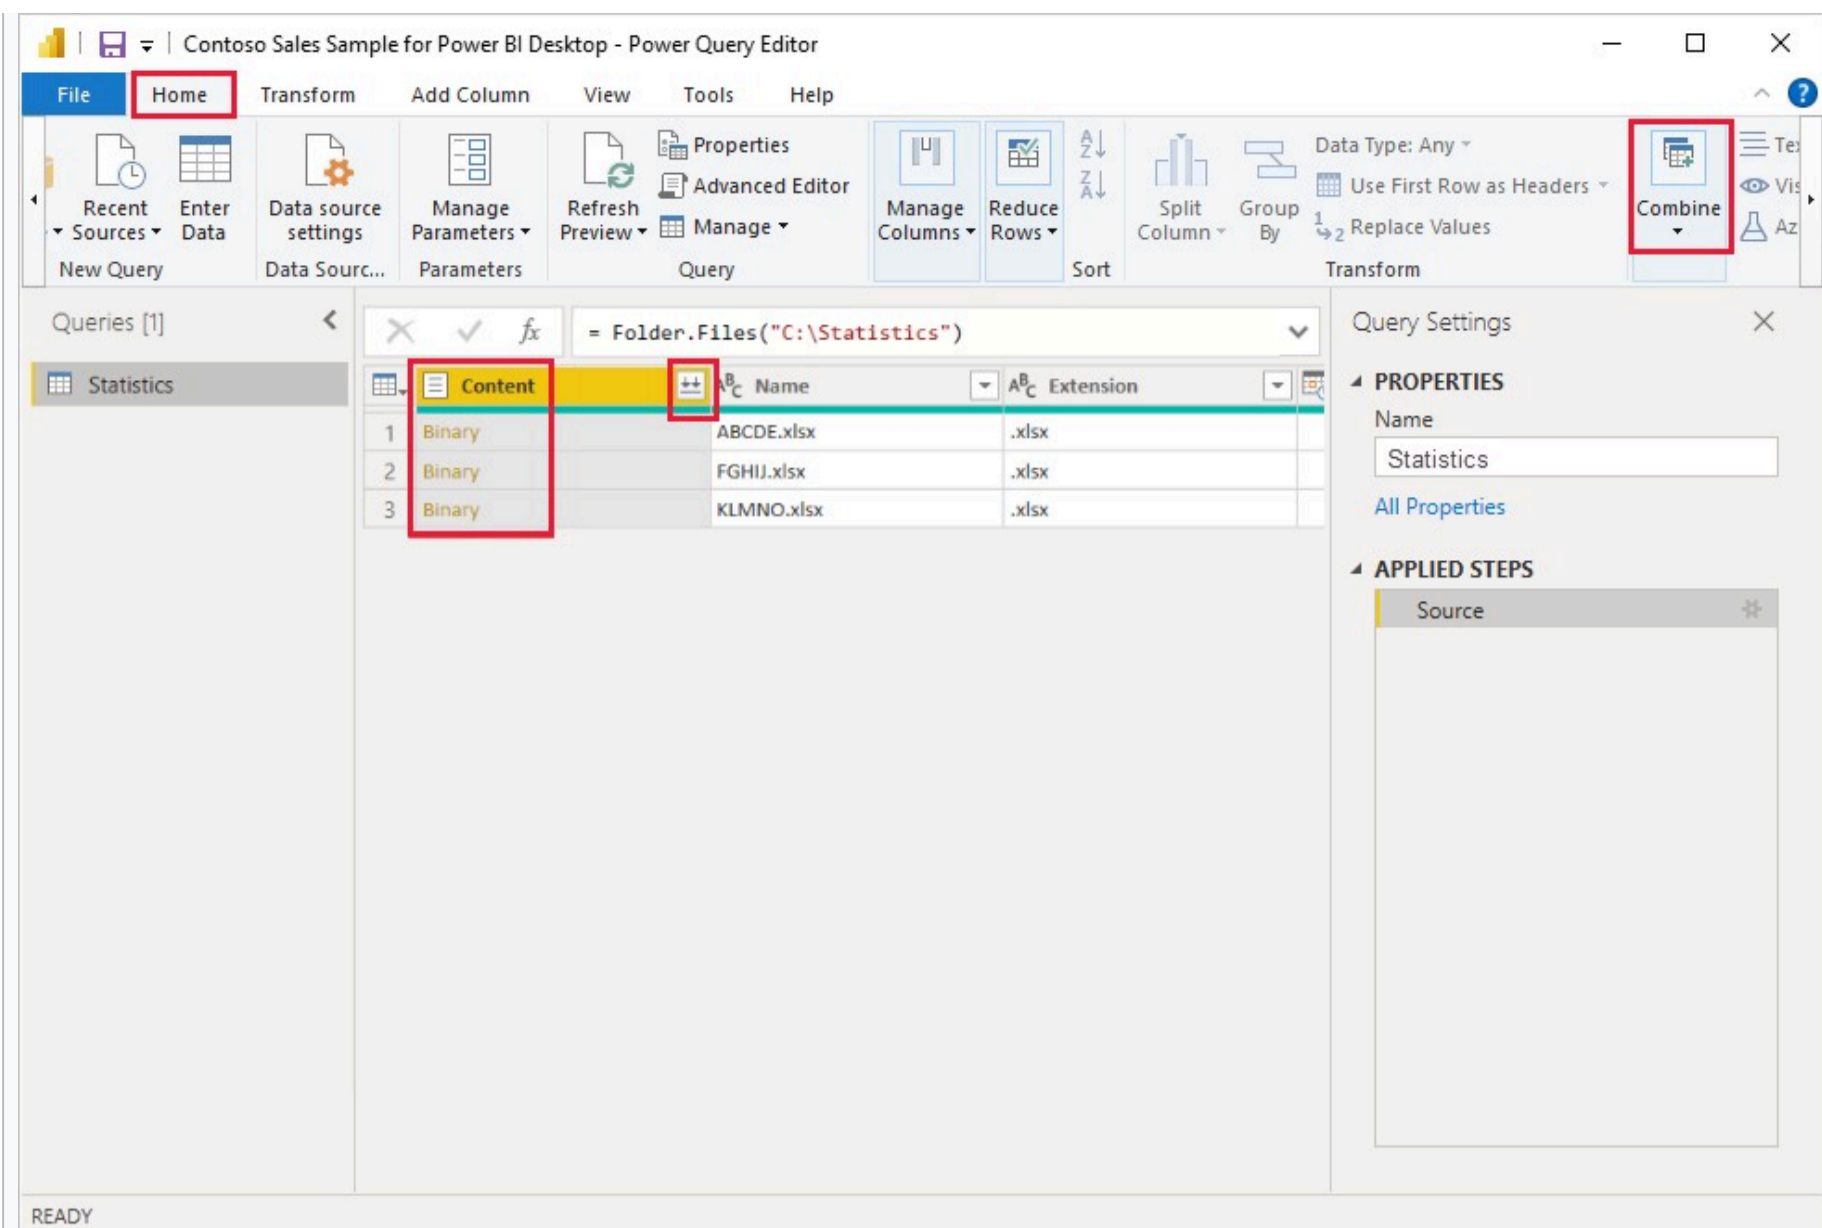 Contoso Sales Sample for Power BI Desktop - Power Query Editor
File Home Transform Add Column View Tools Help
Recent Sources
Enter Data
New Query
Data source settings
Data Sourc...
Manage Parameters
Parameters
Refresh Preview
Properties
Advanced Editor
Manage
Query
Manage Columns
Reduce Rows
Sort
Split Column
Group By
Data Type: Any
Use First Row as Headers
Replace Values
Transform
Combine
Vis
Az
Queries [1]
Statistics
fx = Folder.Files("C:\Statistics")
Content ABC Name ABC Extension
1 Binary ABCDE.xlsx .xlsx
2 Binary FGHIJ.xlsx .xlsx
3 Binary KLMNO.xlsx .xlsx
Query Settings
PROPERTIES
Name
Statistics
All Properties
APPLIED STEPS
Source
READY